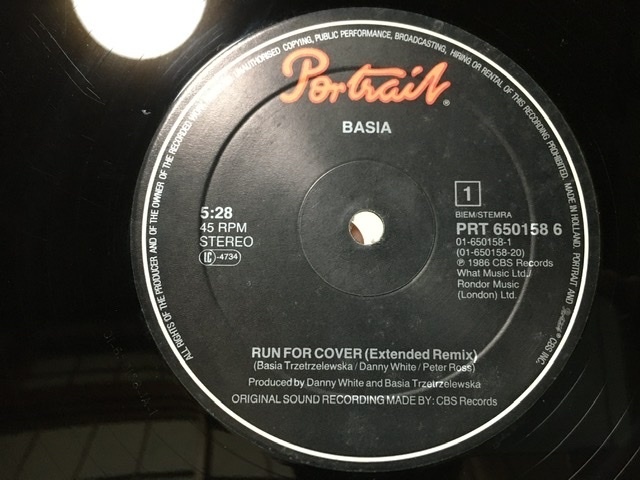 ALL RIGHTS OF THE PRODUCER AND OF THE OWNER OF THE RECORDED WORK AUTHORISED COPYING, PUBLIC PERFORMANCE, BROADCASTING, HIRING OR RENTAL OF THIS RECORDING PROHIBITED. MADE IN HOLLAND. PORTRAIT AND CBS INC.
Portrait®
BASIA
5:28
45 RPM
STEREO
LC -4734
1
BIEM/STEMRA
PRT 650158 6
01-650158-1
(01-650158-20)
℗ 1986 CBS Records
What Music Ltd./
Rondor Music
(London) Ltd.
RUN FOR COVER (Extended Remix)
(Basia Trzetrzelewska/Danny White/Peter Ross)
Produced by Danny White and Basia Trzetrzelewska
ORIGINAL SOUND RECORDING MADE BY: CBS Records